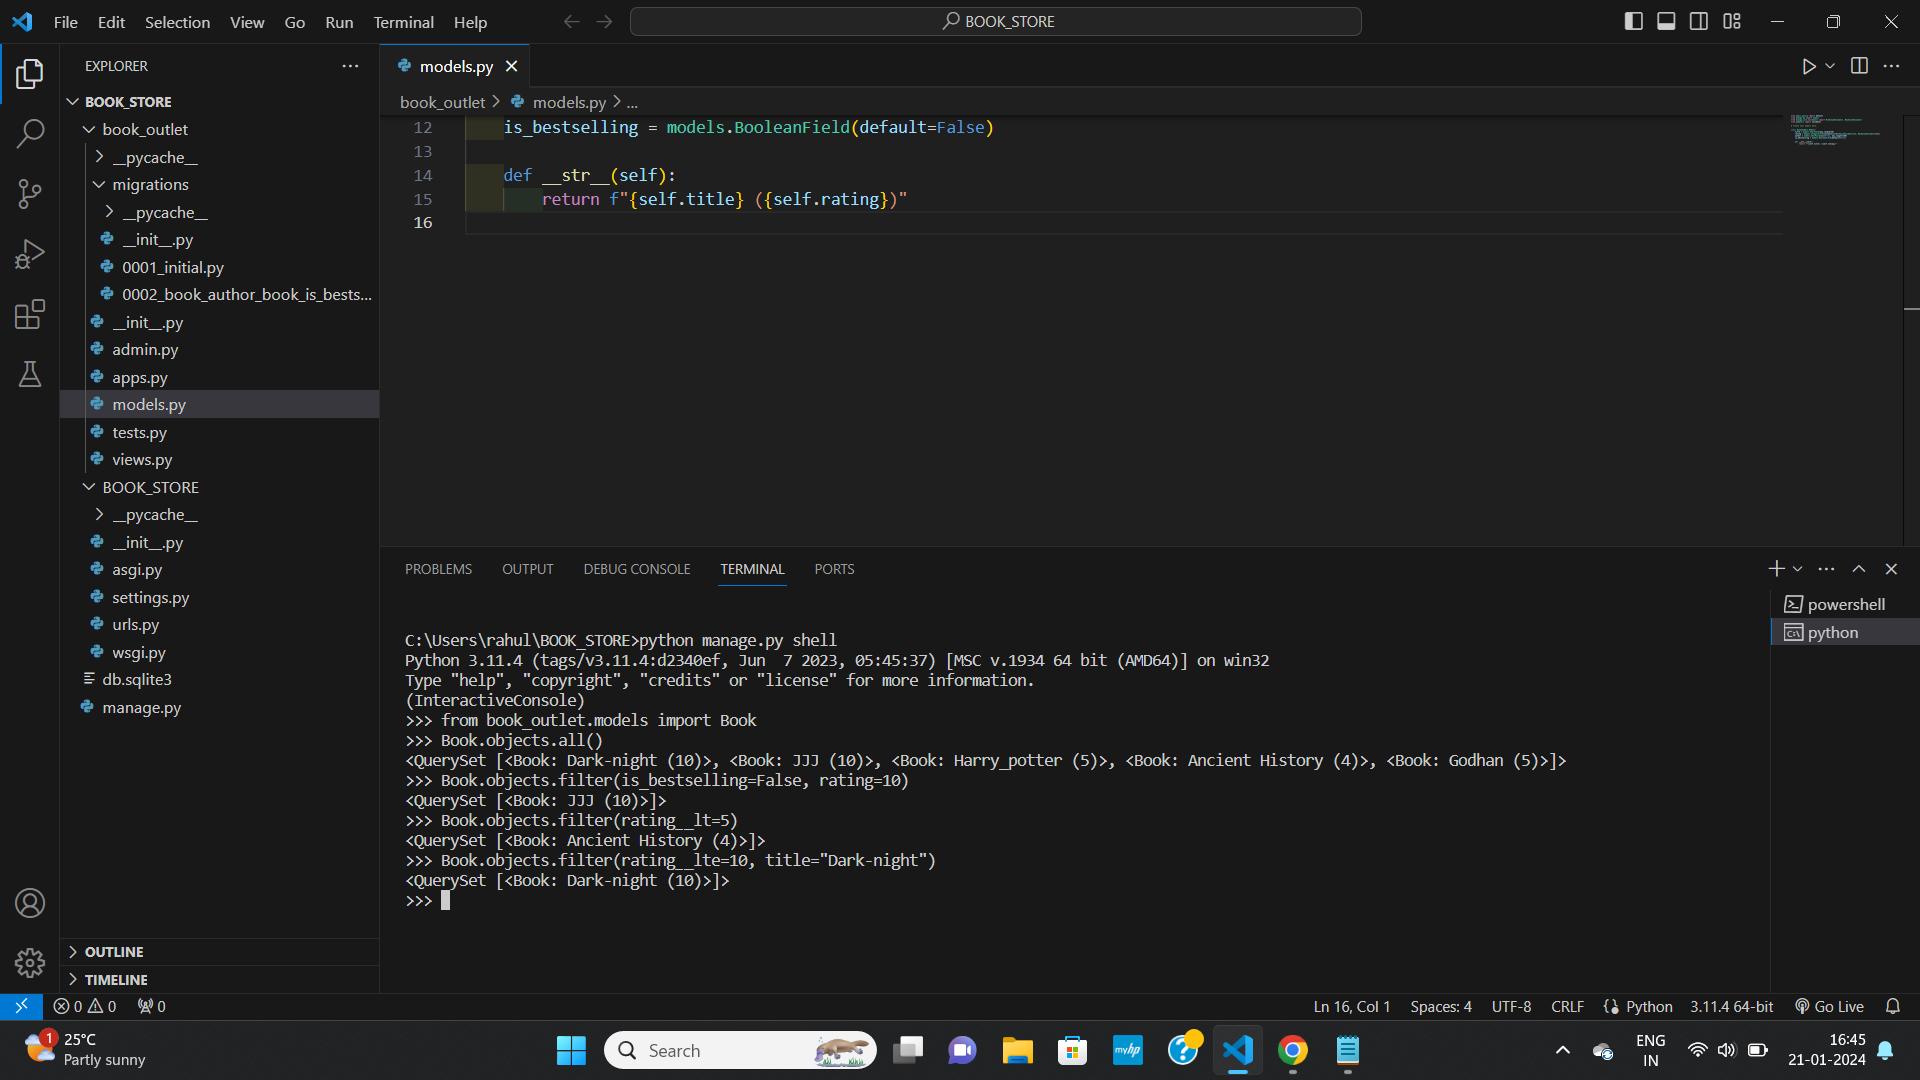 File Edit Selection View Go Run Terminal Help
BOOK_STORE
EXPLORER
BOOK_STORE
book_outlet
__pycache__
migrations
__pycache__
__init__.py
0001_initial.py
0002_book_author_book_is_bests...
__init__.py
admin.py
apps.py
models.py
tests.py
views.py
BOOK_STORE
__pycache__
__init__.py
asgi.py
settings.py
urls.py
wsgi.py
db.sqlite3
manage.py
OUTLINE
TIMELINE
models.py
book_outlet > models.py > ...
12 is_bestselling = models.BooleanField(default=False)
13
14 def __str__(self):
15 return f"{self.title} ({self.rating})"
16
PROBLEMS OUTPUT DEBUG CONSOLE TERMINAL PORTS
powershell
python
C:\Users\rahul\BOOK_STORE>python manage.py shell
Python 3.11.4 (tags/v3.11.4:d2340ef, Jun  7 2023, 05:45:37) [MSC v.1934 64 bit (AMD64)] on win32
Type "help", "copyright", "credits" or "license" for more information.
(InteractiveConsole)
>>> from book_outlet.models import Book
>>> Book.objects.all()
<QuerySet [<Book: Dark-night (10)>, <Book: JJJ (10)>, <Book: Harry_potter (5)>, <Book: Ancient History (4)>, <Book: Godhan (5)>]>
>>> Book.objects.filter(is_bestselling=False, rating=10)
<QuerySet [<Book: JJJ (10)>]>
>>> Book.objects.filter(rating__lt=5)
<QuerySet [<Book: Ancient History (4)>]>
>>> Book.objects.filter(rating__lte=10, title="Dark-night")
<QuerySet [<Book: Dark-night (10)>]>
>>>
0 0 0
Ln 16, Col 1 Spaces: 4 UTF-8 CRLF Python 3.11.4 64-bit Go Live
1
25°C
Partly sunny
Search
myhp
ENG
IN
16:45
21-01-2024